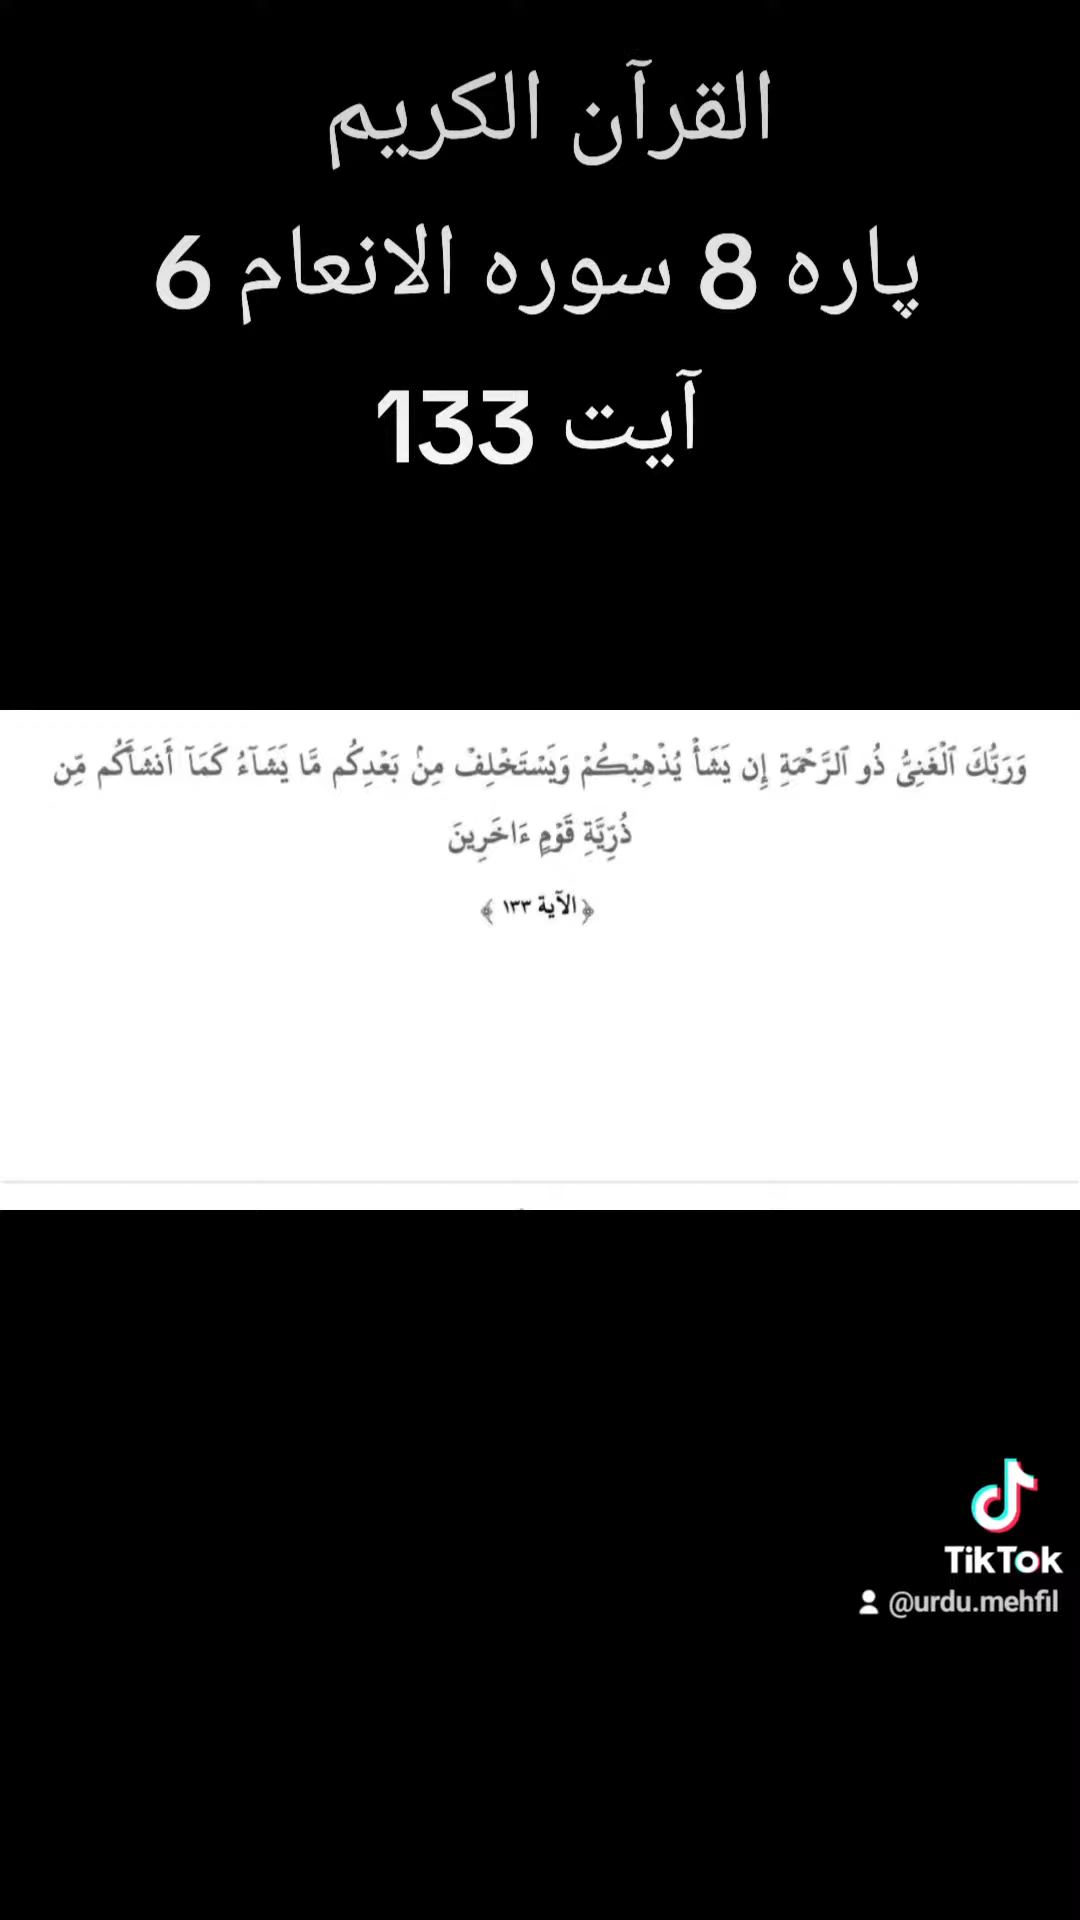 القرآن الکریم
پاره 8 سوره الانعام 6
آیت 133
وَرَبُّكَ ٱلْغَنِىُّ ذُو ٱلرَّحْمَةِ إِن يَشَأْ يُذْهِبْكُمْ وَيَسْتَخْلِفْ مِنۢ بَعْدِكُم مَّا يَشَآءُ كَمَآ أَنشَأَكُم مِّن
ذُرِّيَّةِ قَوْمٍ ءَاخَرِينَ
﴿الآية ١٣٣﴾
TikTok
@urdu.mehfil